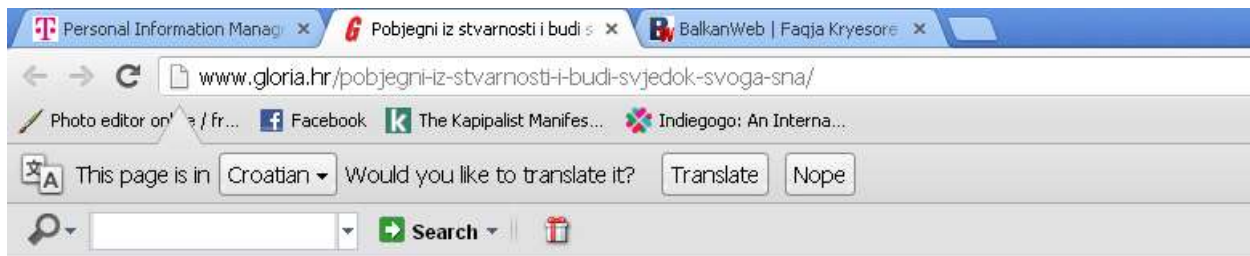 Personal Information Manag Pobjegni iz stvarnosti i budi s BalkanWeb | Faqja Kryesore
www.gloria.hr/pobjegni-iz-stvarnosti-i-budi-svjedok-svoga-sna/
Photo editor / fr... Facebook The Kapipalist Manifes... Indiegogo: An Interna...
This page is in Croatian Would you like to translate it? Translate Nope
Search